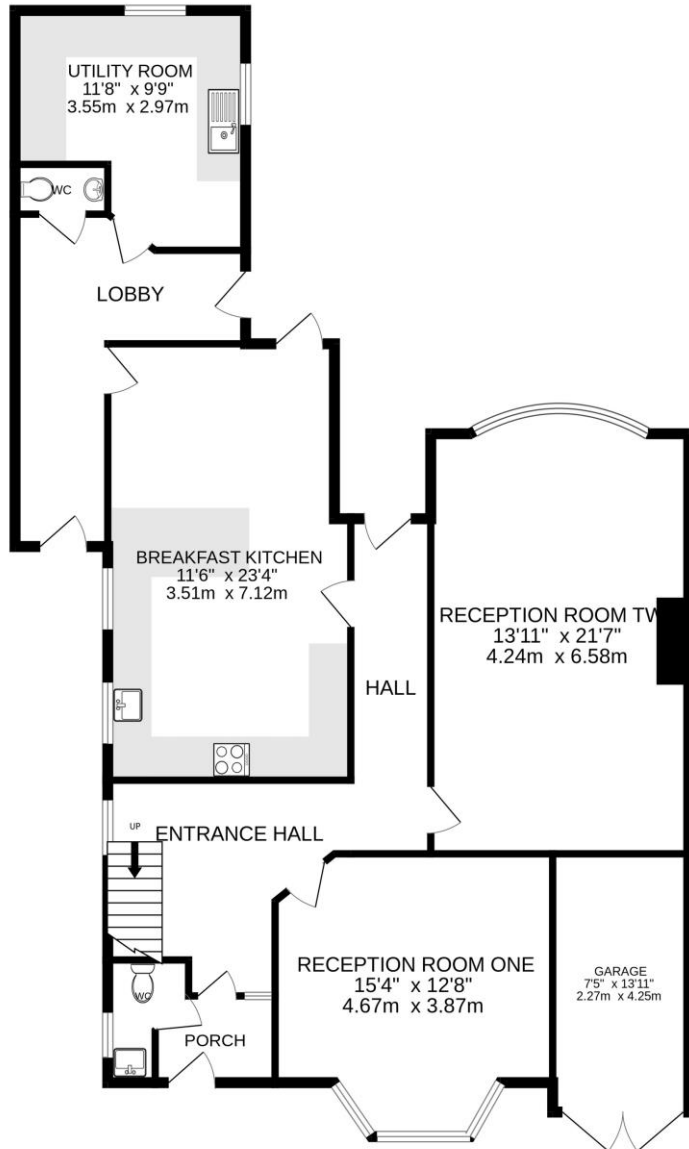 UTILITY ROOM
11'8" x 9'9"
3.55m x 2.97m
WC
LOBBY
BREAKFAST KITCHEN
11'6" x 23'4"
3.51m x 7.12m
RECEPTION ROOM TW
13'11" x 21'7"
4.24m x 6.58m
HALL
UP
ENTRANCE HALL
RECEPTION ROOM ONE
15'4" x 12'8"
4.67m x 3.87m
GARAGE
7'5" x 13'11"
2.27m x 4.25m
WC
PORCH